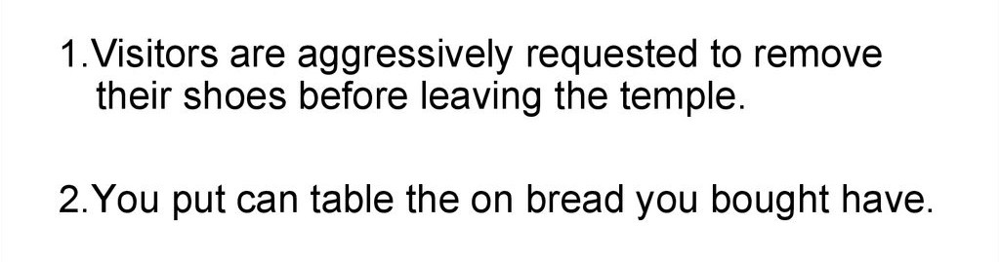 1.Visitors are aggressively requested to remove
their shoes before leaving the temple.
2.You put can table the on bread you bought have.